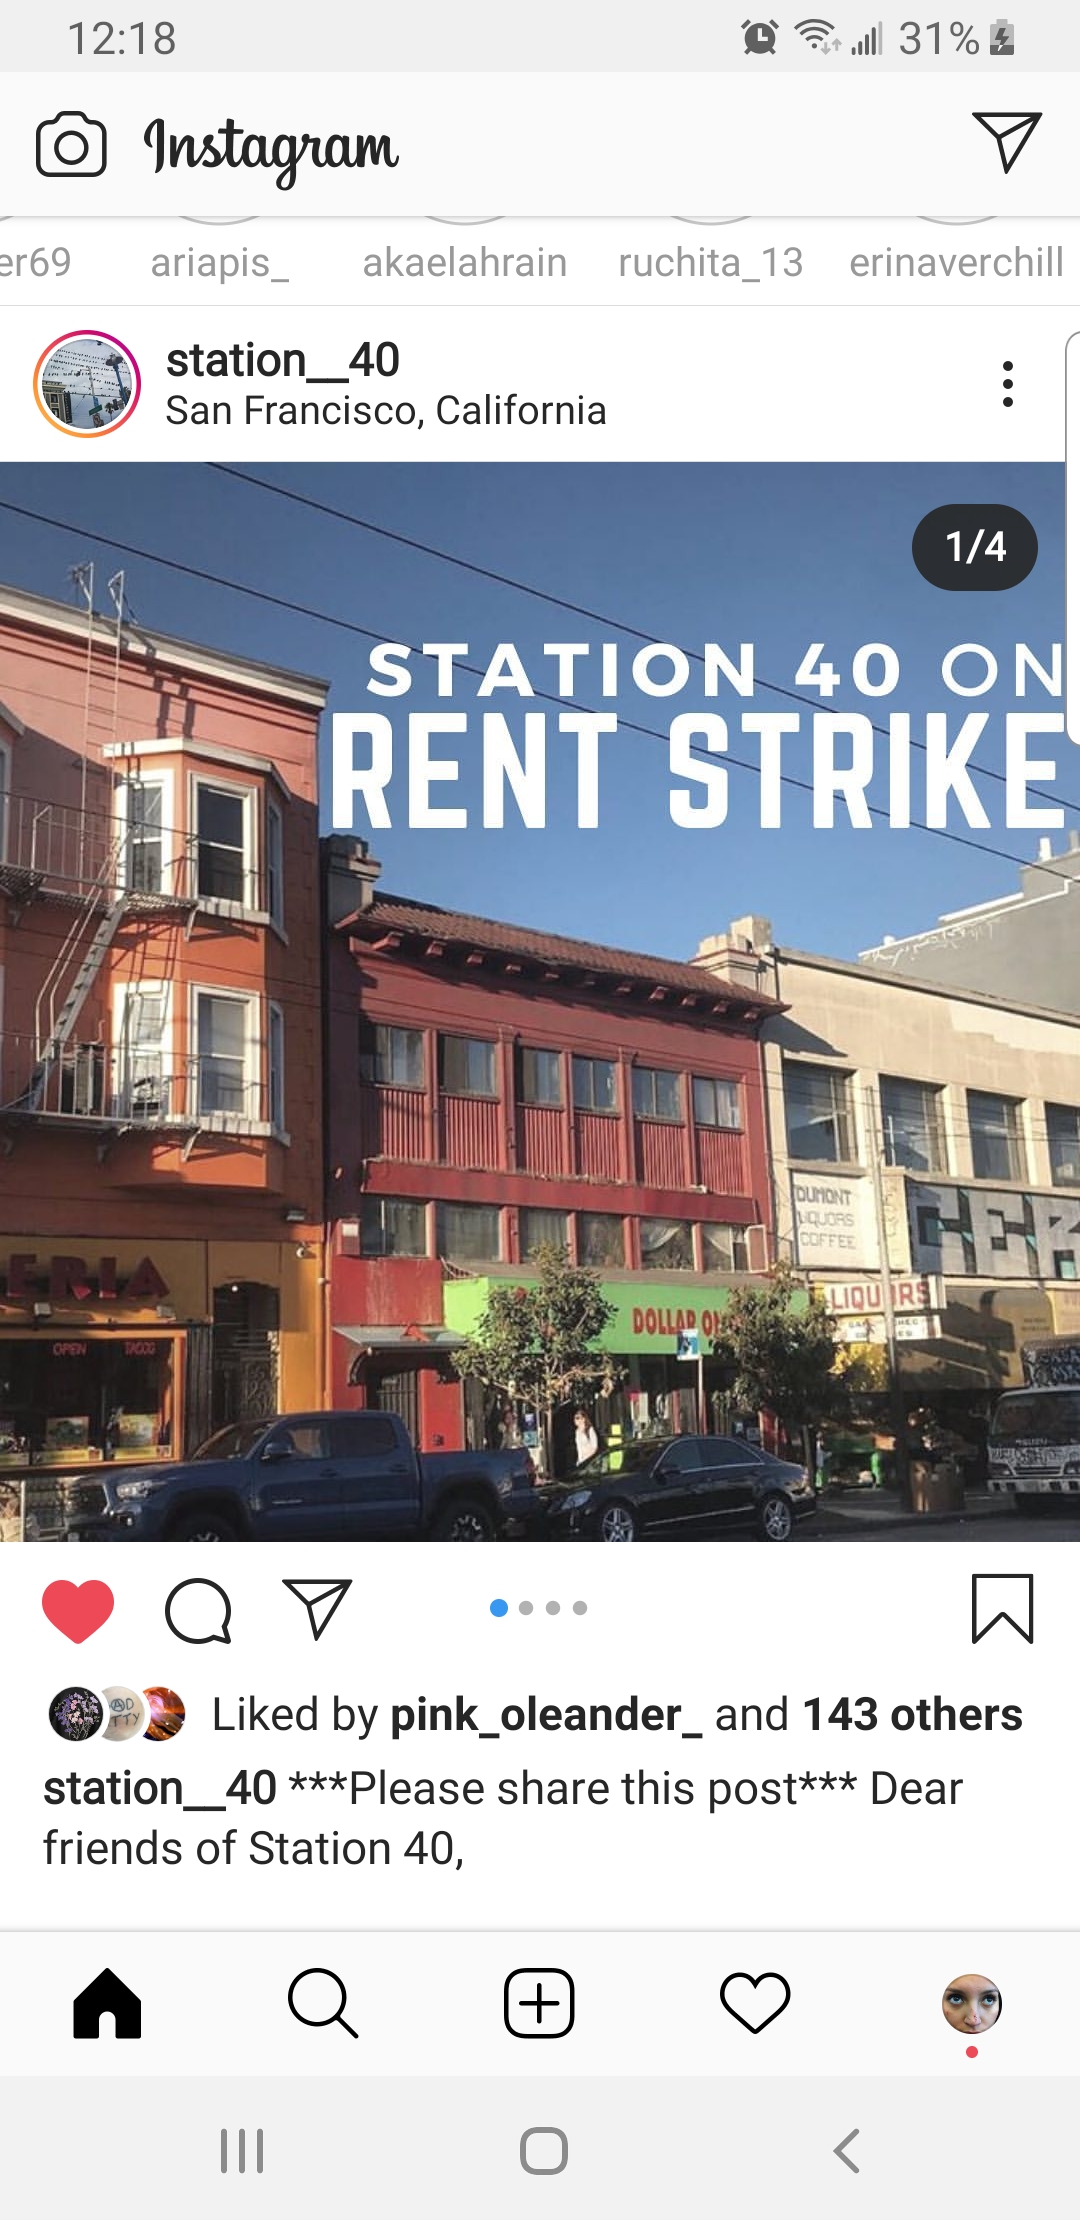 12:18
31%
Instagram
er69 ariapis_ akaelahrain ruchita_13 erinaverchill
station__40
San Francisco, California
1/4
STATION 40 ON
RENT STRIKE
DUMONT
LIQUORS
COFFEE
ERIA
LIQUORS
DOLLAR
OPEN TACOS
Liked by pink_oleander_ and 143 others
station__40 ***Please share this post*** Dear
friends of Station 40,